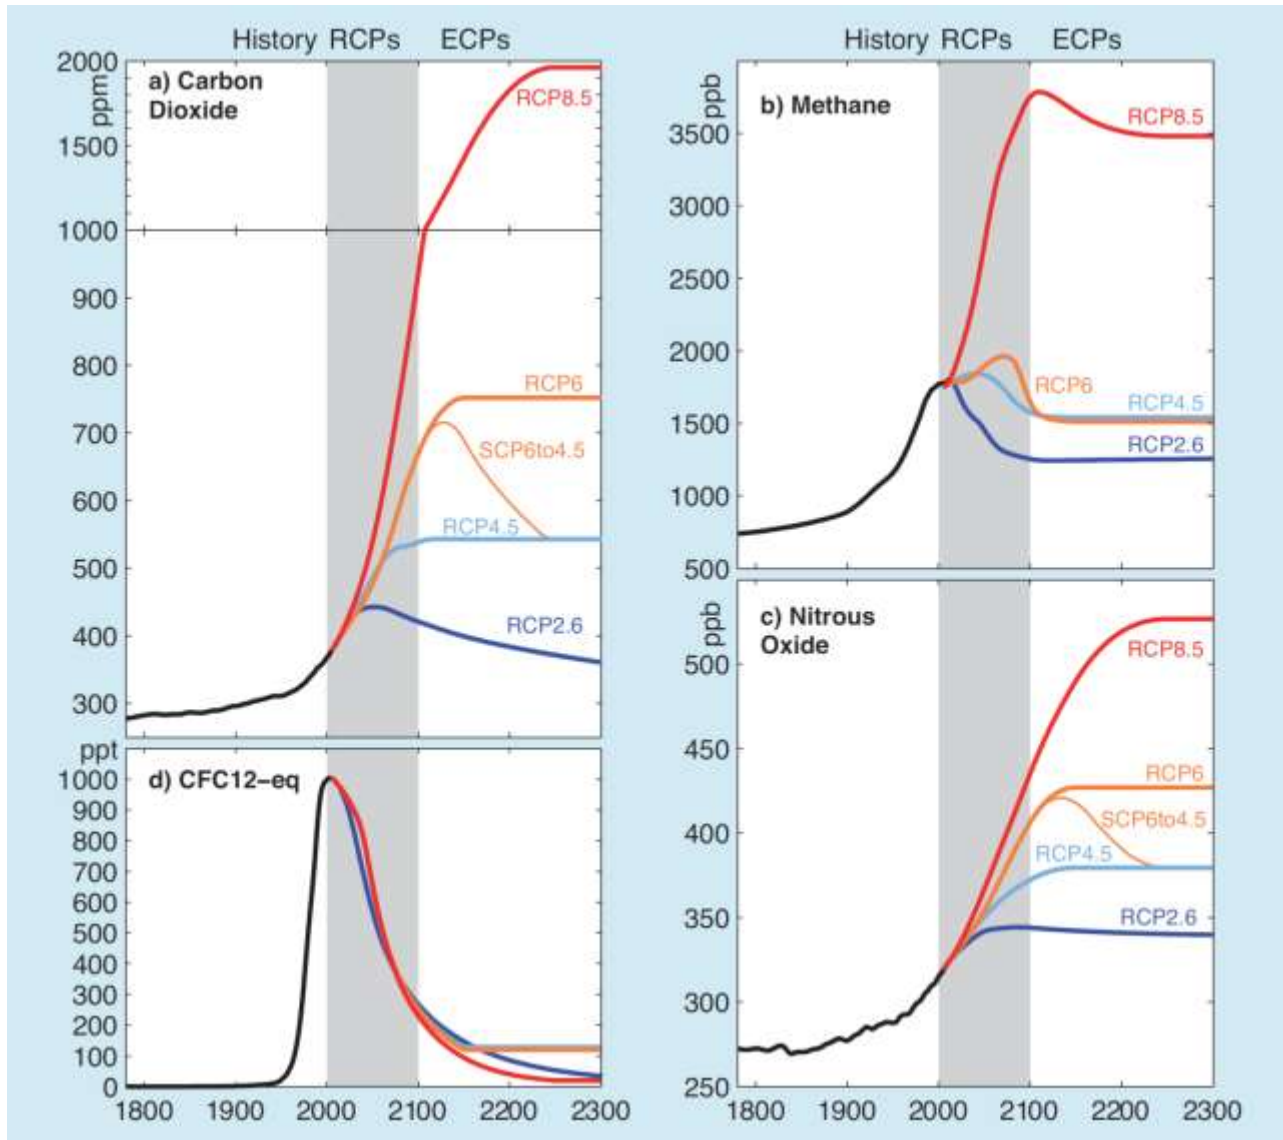 History RCPs ECPs
2000
ppm
a) Carbon
Dioxide
RCP8.5
1500
1000
900
800
RCP6
700
SCP6to4.5
600
RCP4.5
500
RCP2.6
400
300
ppt
d) CFC12-eq
1000
900
800
700
600
500
400
300
200
100
0
1800 1900 2000 2100 2200 2300
History RCPs ECPs
ppb
b) Methane
RCP8.5
3500
3000
2500
2000
RCP6
RCP4.5
1500
RCP2.6
1000
500
ppb
c) Nitrous
Oxide
RCP8.5
500
450
RCP6
SCP6to4.5
400
RCP4.5
350
RCP2.6
300
250
1800 1900 2000 2100 2200 2300